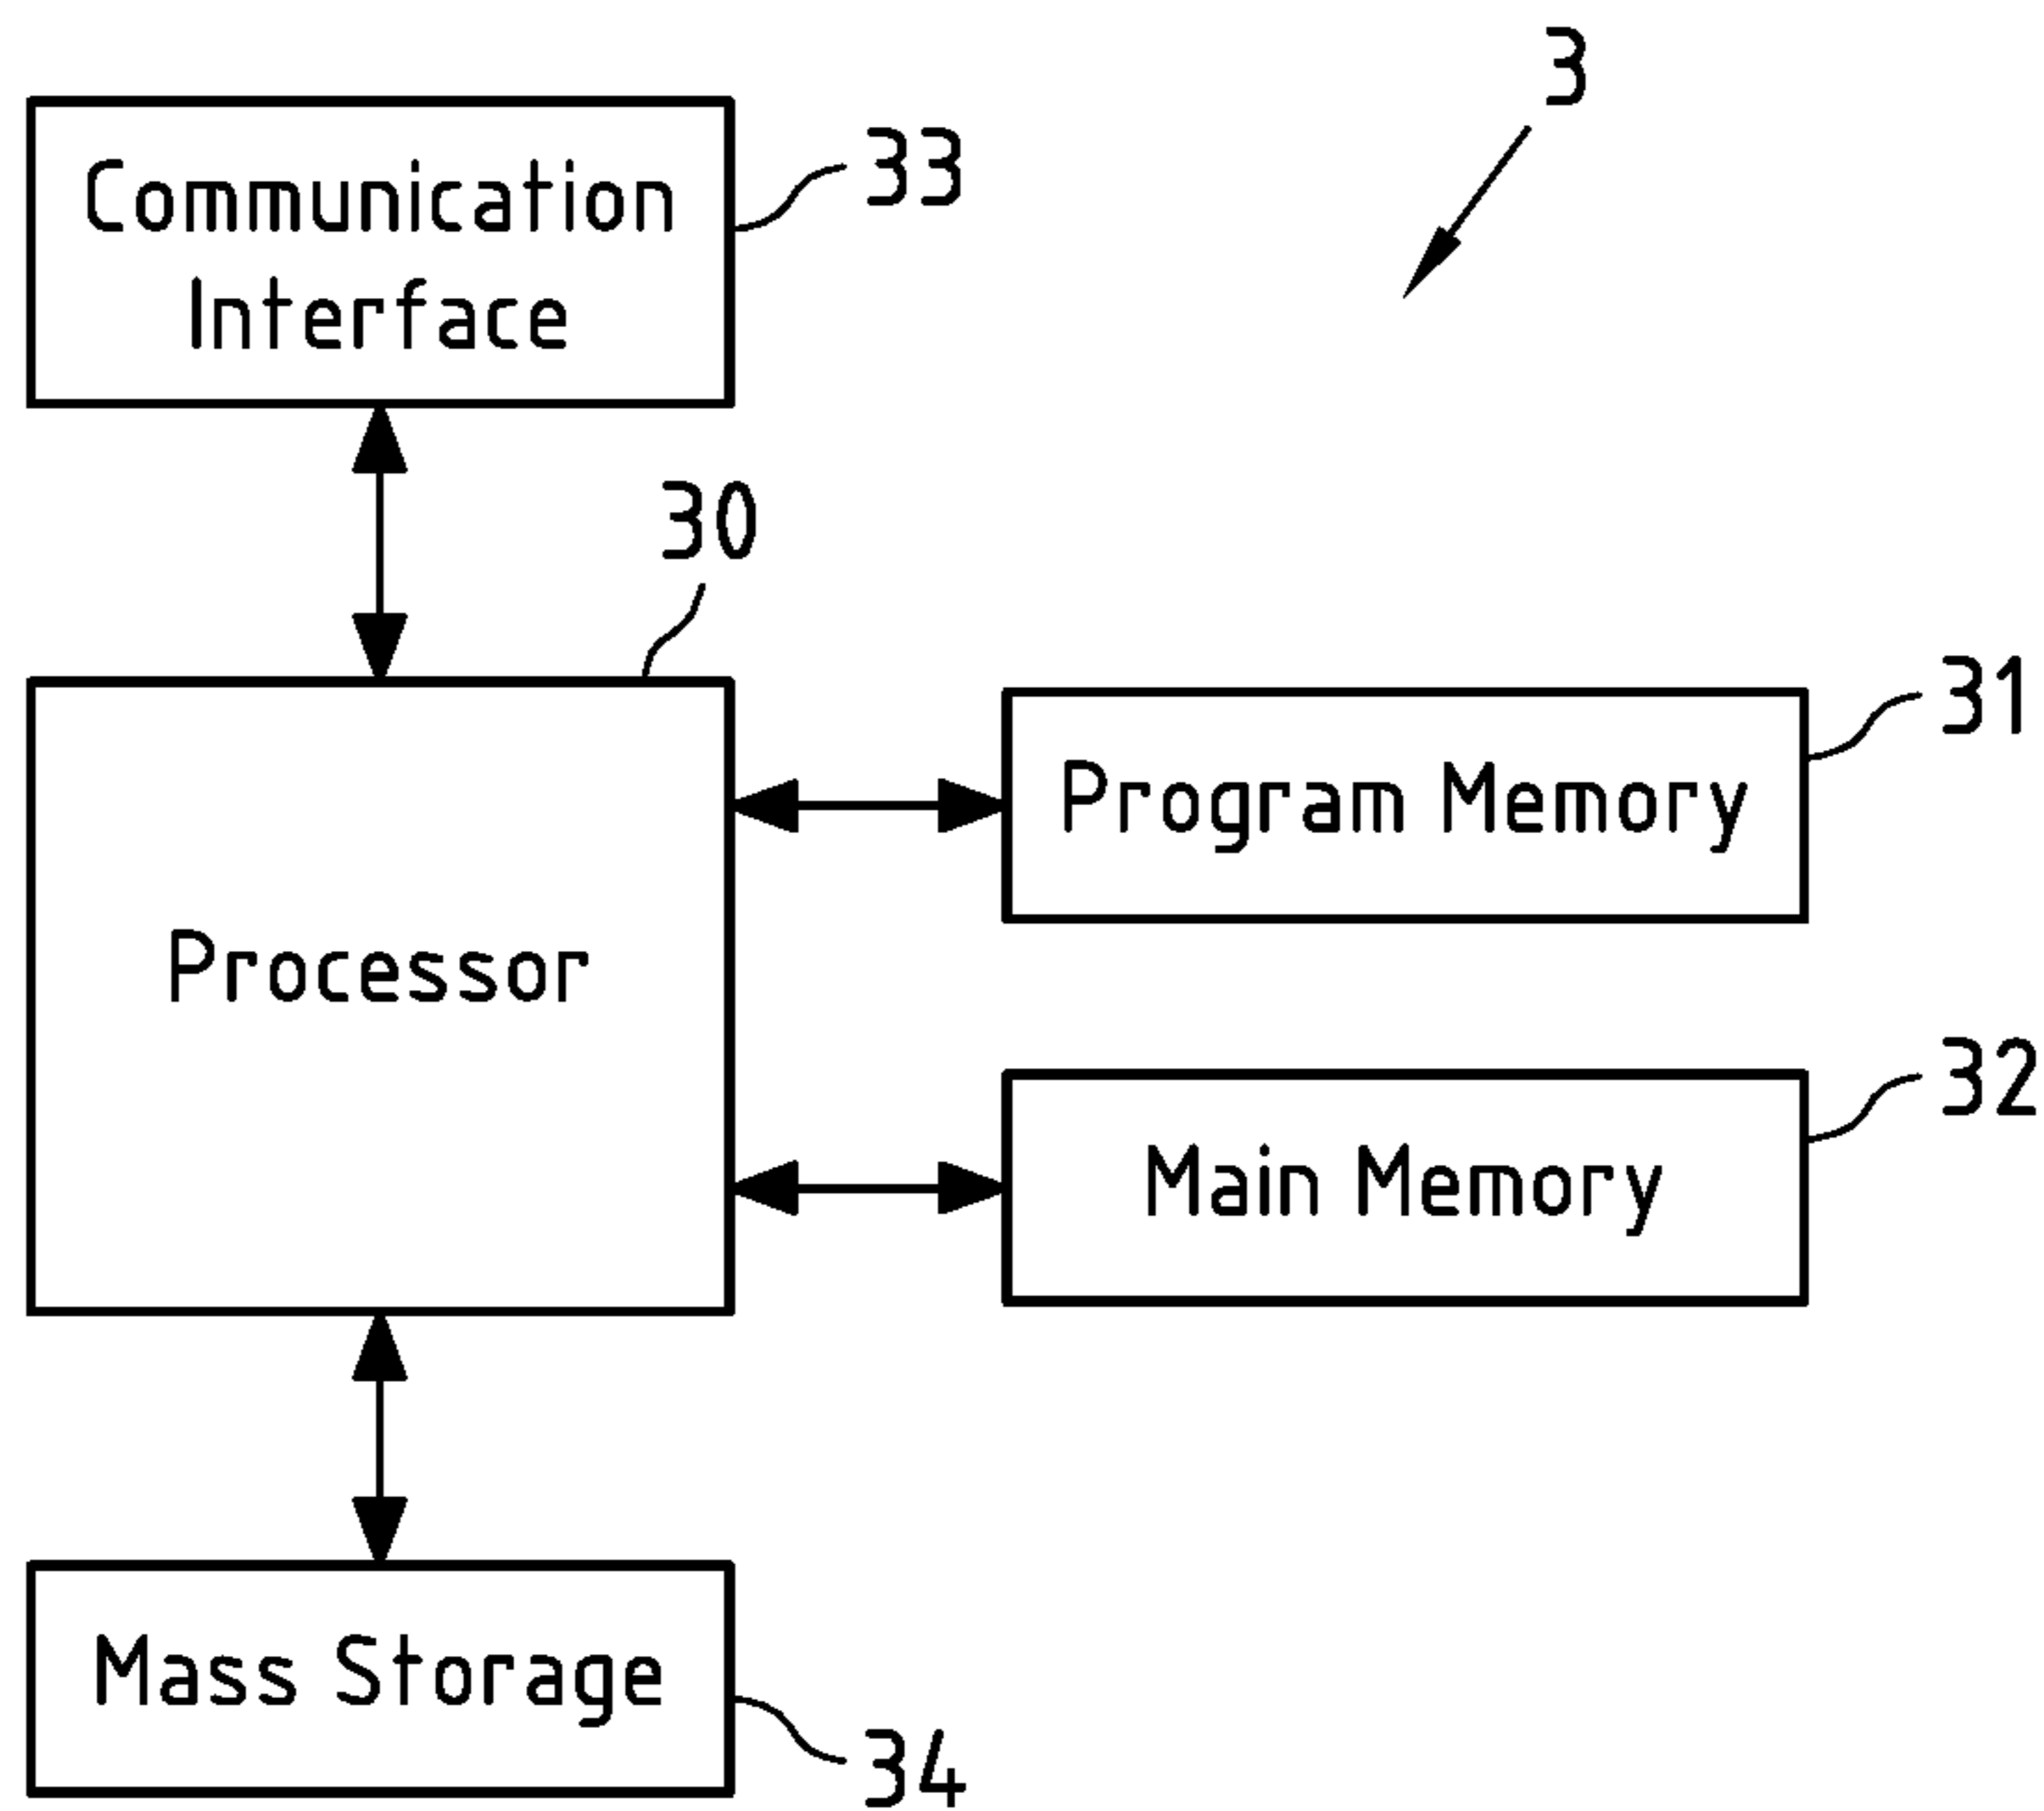 3
Communication
Interface
33
30
Processor
Program Memory
31
Main Memory
32
Mass Storage
34